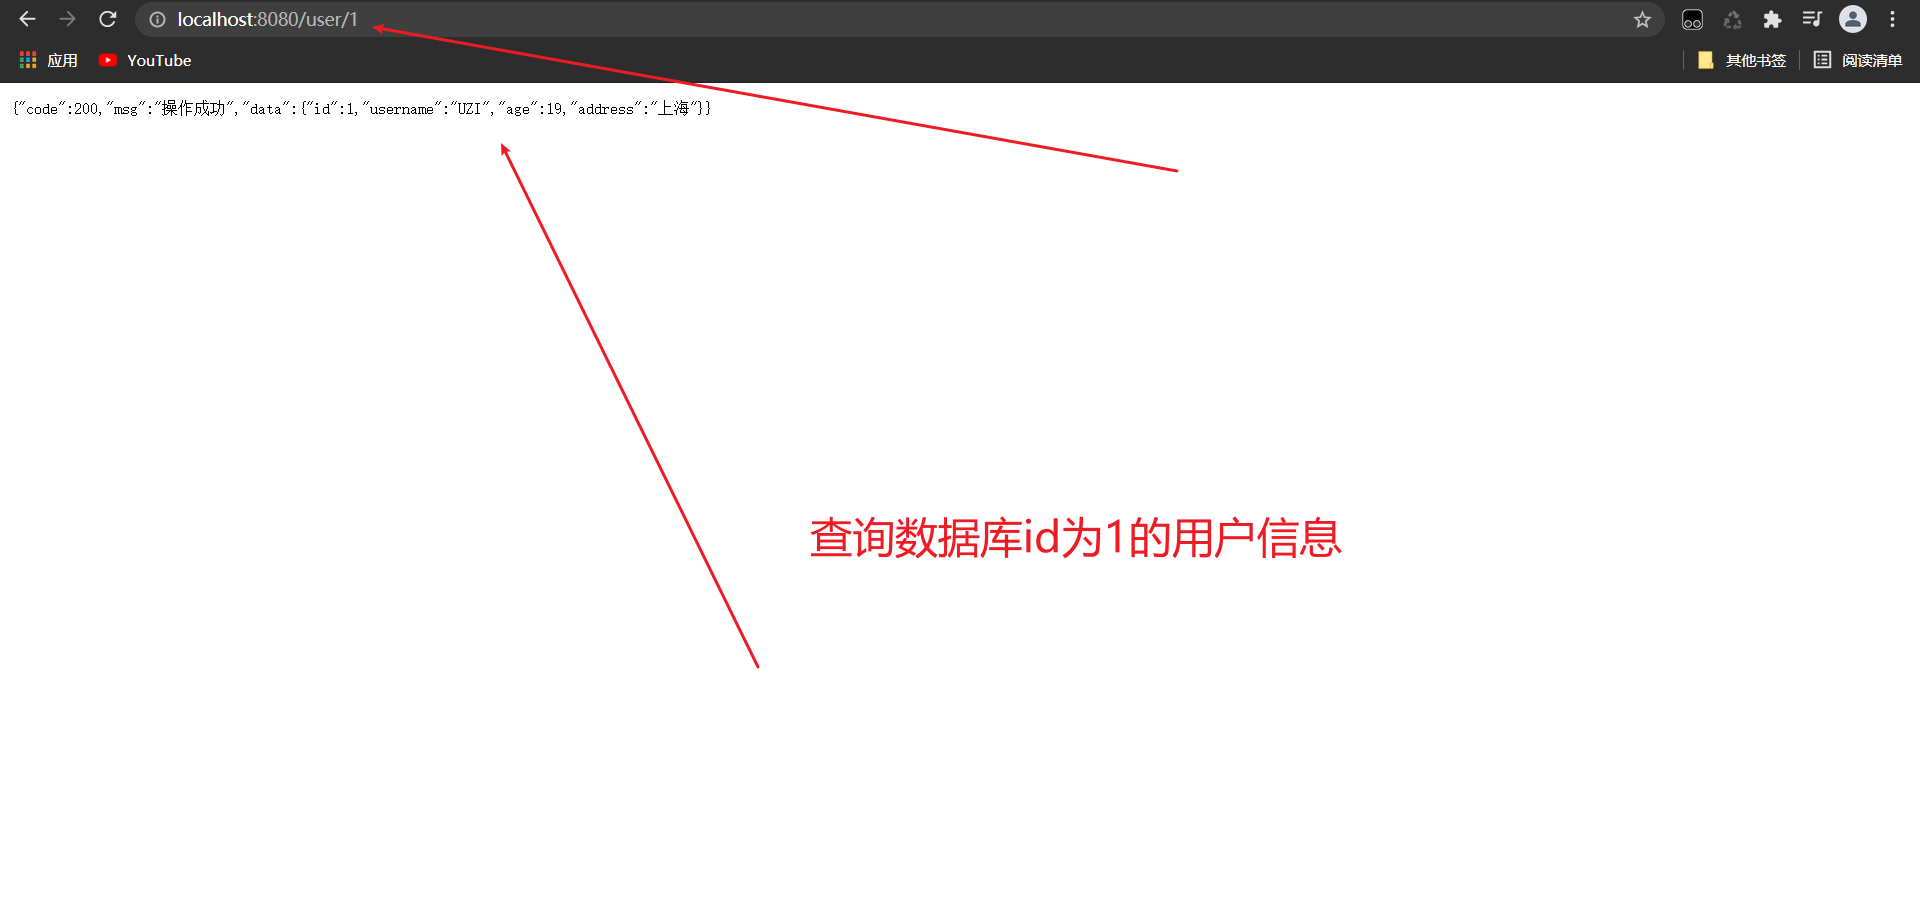 localhost:8080/user/1
应用 YouTube 其他书签 阅读清单
{"code":200,"msg":"操作成功","data":{"id":1,"username":"UZI","age":19,"address":"上海"}}
查询数据库id为1的用户信息